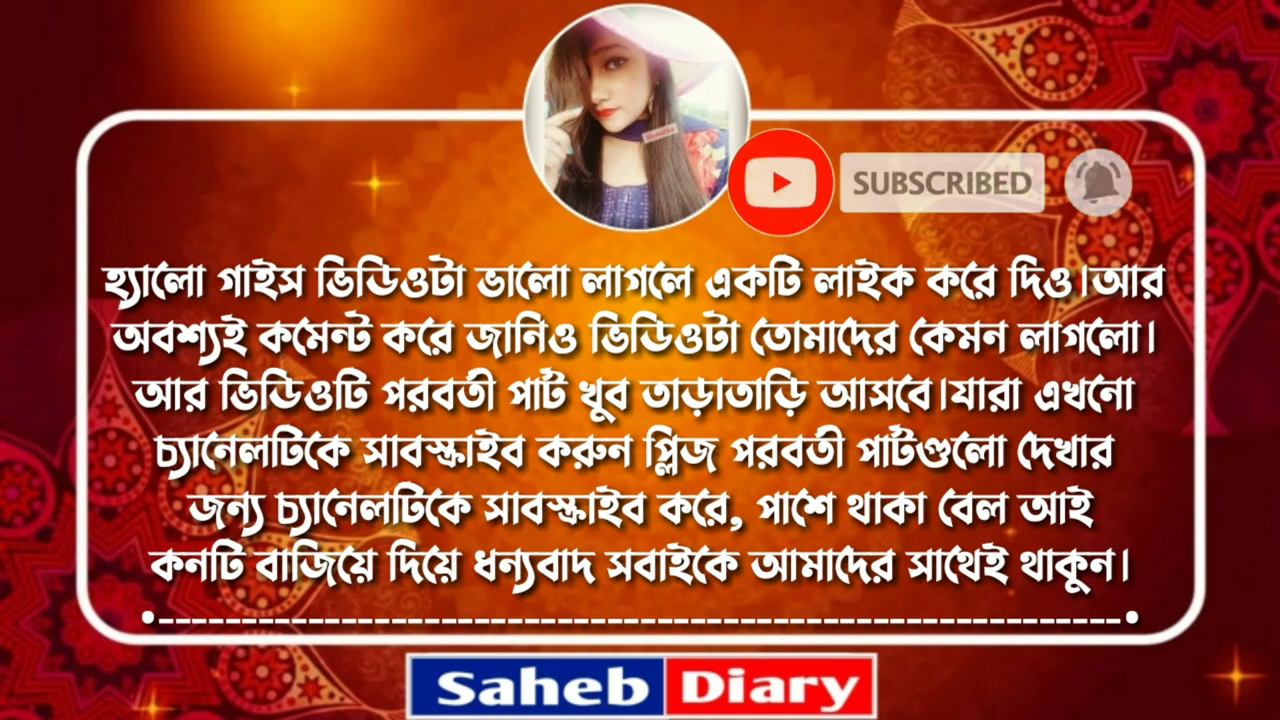 SUBSCRIBED
হ্যালো গাইস ভিডিওটা ভালো লাগলে একটি লাইক করে দিও।আর
অবশ্যই কমেন্ট করে জানিও ভিডিওটা তোমাদের কেমন লাগলো।
আর ভিডিওটি পরবর্তী পার্ট খুব তাড়াতাড়ি আসবে।যারা এখনো
চ্যানেলটিকে সাবস্ক্রাইব করুন প্লিজ পরবর্তী পার্টগুলো দেখার
জন্য চ্যানেলটিকে সাবস্ক্রাইব করে, পাশে থাকা বেল আই
কনটি বাজিয়ে দিয়ে ধন্যবাদ সবাইকে আমাদের সাথেই থাকুন।
Saheb Diary